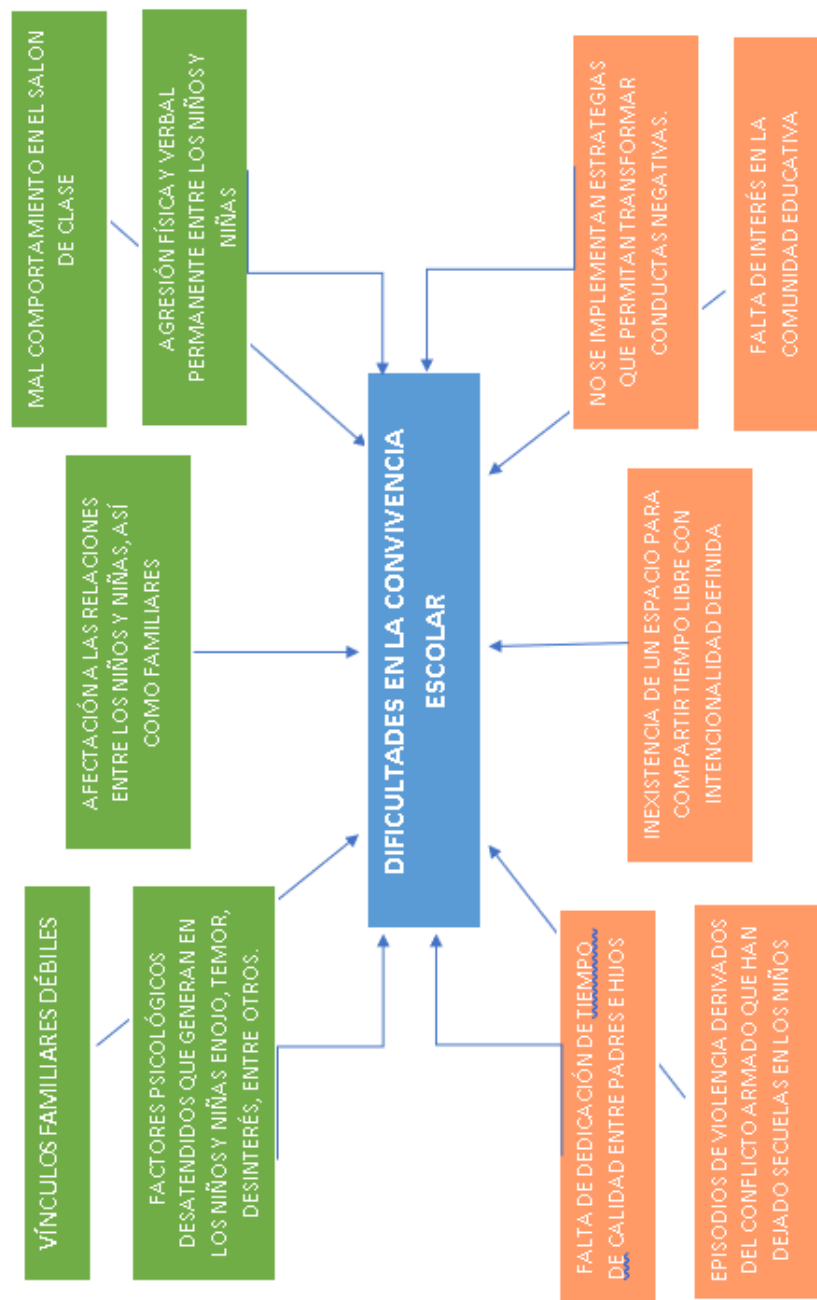 VÍNCULOS FAMILIARES DÉBILES
FACTORES PSICOLÓGICOS
DESATENDIDOS QUE GENERAN EN
LOS NIÑOS Y NIÑAS ENOJO, TEMOR,
DESINTERÉS, ENTRE OTROS.
AFECTACIÓN A LAS RELACIONES
ENTRE LOS NIÑOS Y NIÑAS, ASÍ
COMO FAMILIARES
MAL COMPORTAMIENTO EN EL SALON
DE CLASE
AGRESIÓN FÍSICA Y VERBAL
PERMANENTE ENTRE LOS NIÑOS Y
NIÑAS
DIFICULTADES EN LA CONVIVENCIA
ESCOLAR
FALTA DE DEDICACIÓN DE TIEMPO
DE CALIDAD ENTRE PADRES E HIJOS
EPISODIOS DE VIOLENCIA DERIVADOS
DEL CONFLICTO ARMADO QUE HAN
DEJADO SECUELAS EN LOS NIÑOS
INEXISTENCIA DE UN ESPACIO PARA
COMPARTIR TIEMPO LIBRE CON
INTENCIONALIDAD DEFINIDA
NO SE IMPLEMENTAN ESTRATEGIAS
QUE PERMITAN TRANSFORMAR
CONDUCTAS NEGATIVAS.
FALTA DE INTERÉS EN LA
COMUNIDAD EDUCATIVA